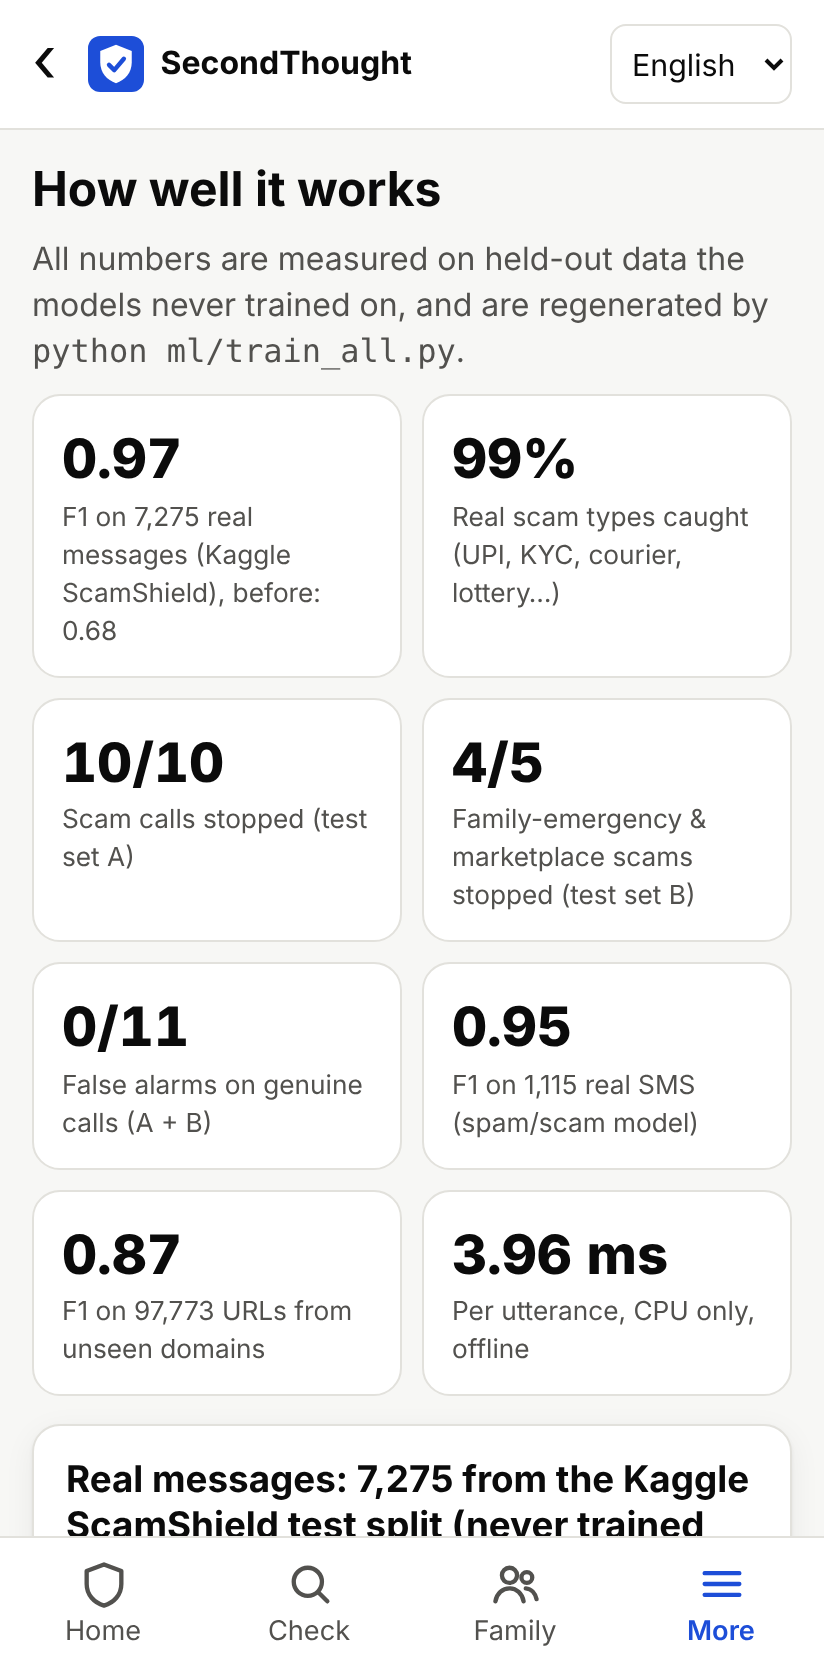 SecondThought
English
How well it works
All numbers are measured on held-out data the
models never trained on, and are regenerated by
python ml/train_all.py.
0.97
F1 on 7,275 real
messages (Kaggle
ScamShield), before:
0.68
99%
Real scam types caught
(UPI, KYC, courier,
lottery...)
10/10
Scam calls stopped (test
set A)
4/5
Family-emergency &
marketplace scams
stopped (test set B)
0/11
False alarms on genuine
calls (A + B)
0.95
F1 on 1,115 real SMS
(spam/scam model)
0.87
F1 on 97,773 URLs from
unseen domains
3.96 ms
Per utterance, CPU only,
offline
Real messages: 7,275 from the Kaggle
ScamShield test split (never trained
Home
Check
Family
More